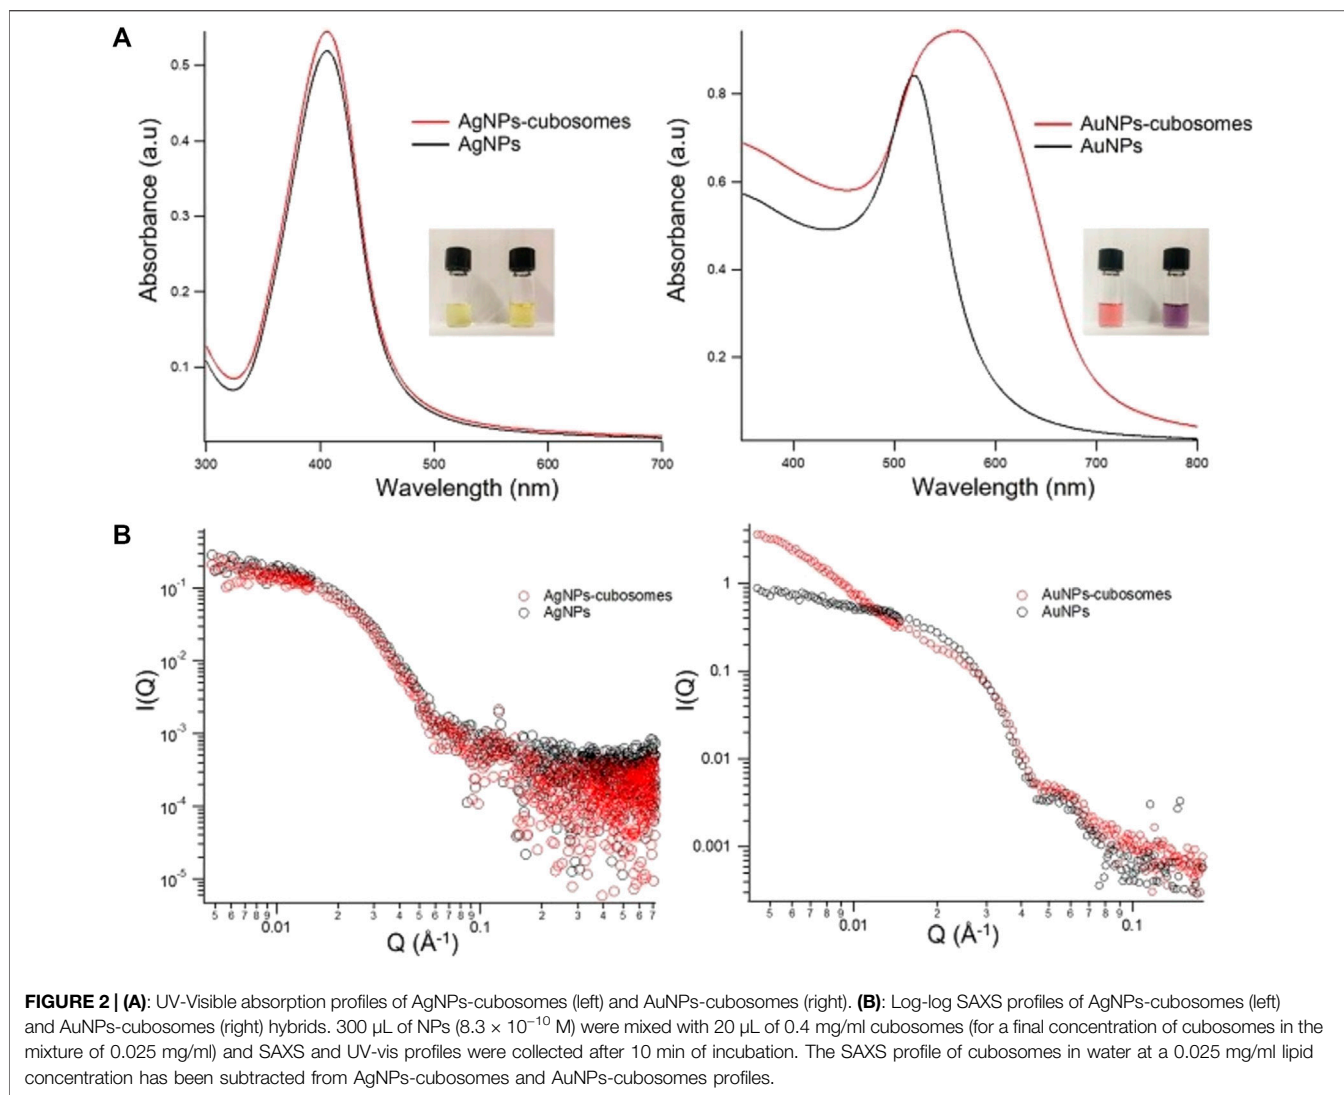 A
0.5
0.4
0.3
0.2
0.1
Absorbance (a.u)
AgNPs-cubosomes
AgNPs
300
400
500
600
700
Wavelength (nm)
0.8
0.6
0.4
0.2
Absorbance (a.u)
AuNPs-cubosomes
AuNPs
400
500
600
700
800
Wavelength (nm)
B
10-1
10-2
10-3
10-4
10-5
I(Q)
AgNPs-cubosomes
AgNPs
5 6 7 8 9 2 3 4 5 6 7 8 9 2 3 4 5 6 7
0.01 0.1
Q (Å-1)
1
0.1
0.01
0.001
I(Q)
AuNPs-cubosomes
AuNPs
5 6 7 8 9 2 3 4 5 6 7 8 9
0.01 0.1
Q (Å-1)
FIGURE 2 | (A): UV-Visible absorption profiles of AgNPs-cubosomes (left) and AuNPs-cubosomes (right). (B): Log-log SAXS profiles of AgNPs-cubosomes (left)
and AuNPs-cubosomes (right) hybrids. 300 µL of NPs (8.3 × 10−10 M) were mixed with 20 µL of 0.4 mg/ml cubosomes (for a final concentration of cubosomes in the
mixture of 0.025 mg/ml) and SAXS and UV-vis profiles were collected after 10 min of incubation. The SAXS profile of cubosomes in water at a 0.025 mg/ml lipid
concentration has been subtracted from AgNPs-cubosomes and AuNPs-cubosomes profiles.